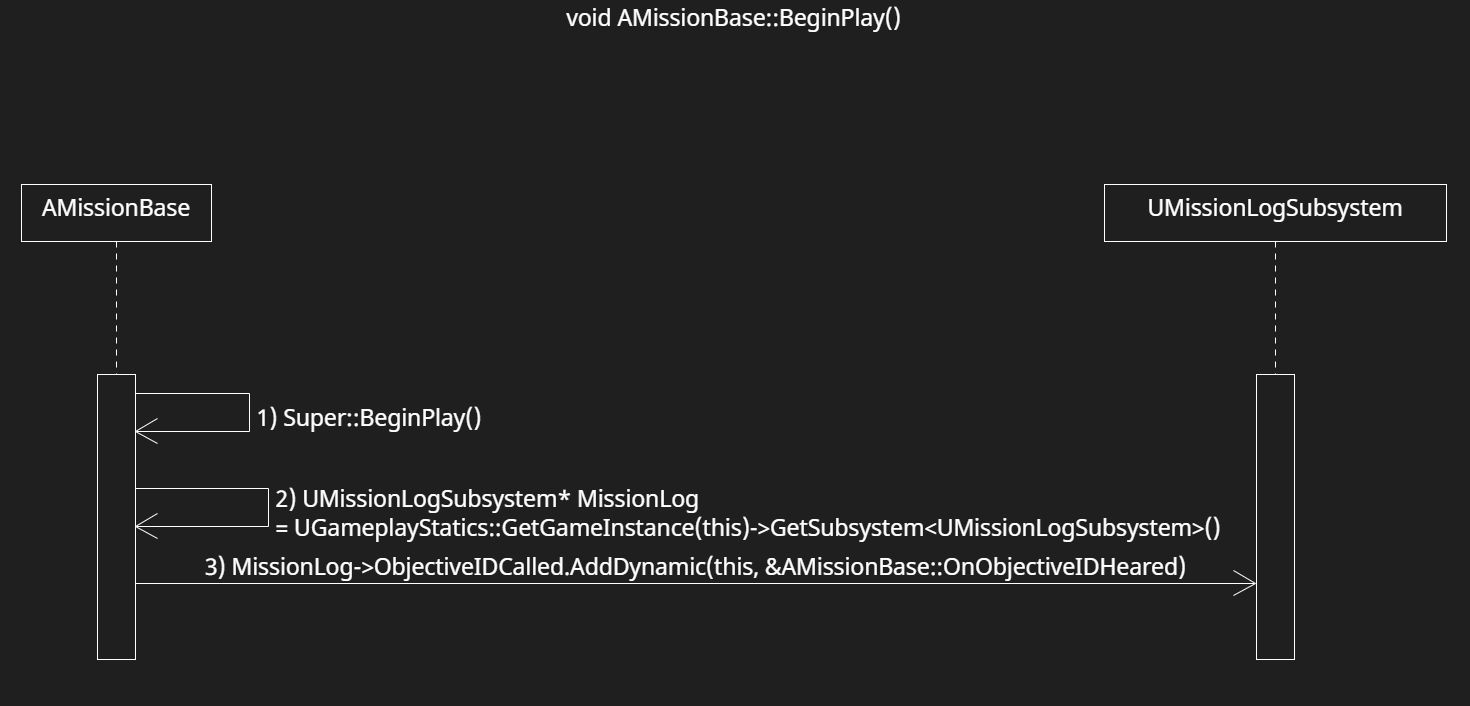 void AMissionBase::BeginPlay()
AMissionBase
UMissionLogSubsystem
1) Super::BeginPlay()
2) UMissionLogSubsystem* MissionLog
= UGameplayStatics::GetGameInstance(this)->GetSubsystem<UMissionLogSubsystem>()
3) MissionLog->ObjectiveIDCalled.AddDynamic(this, &AMissionBase::OnObjectiveIDHeared)